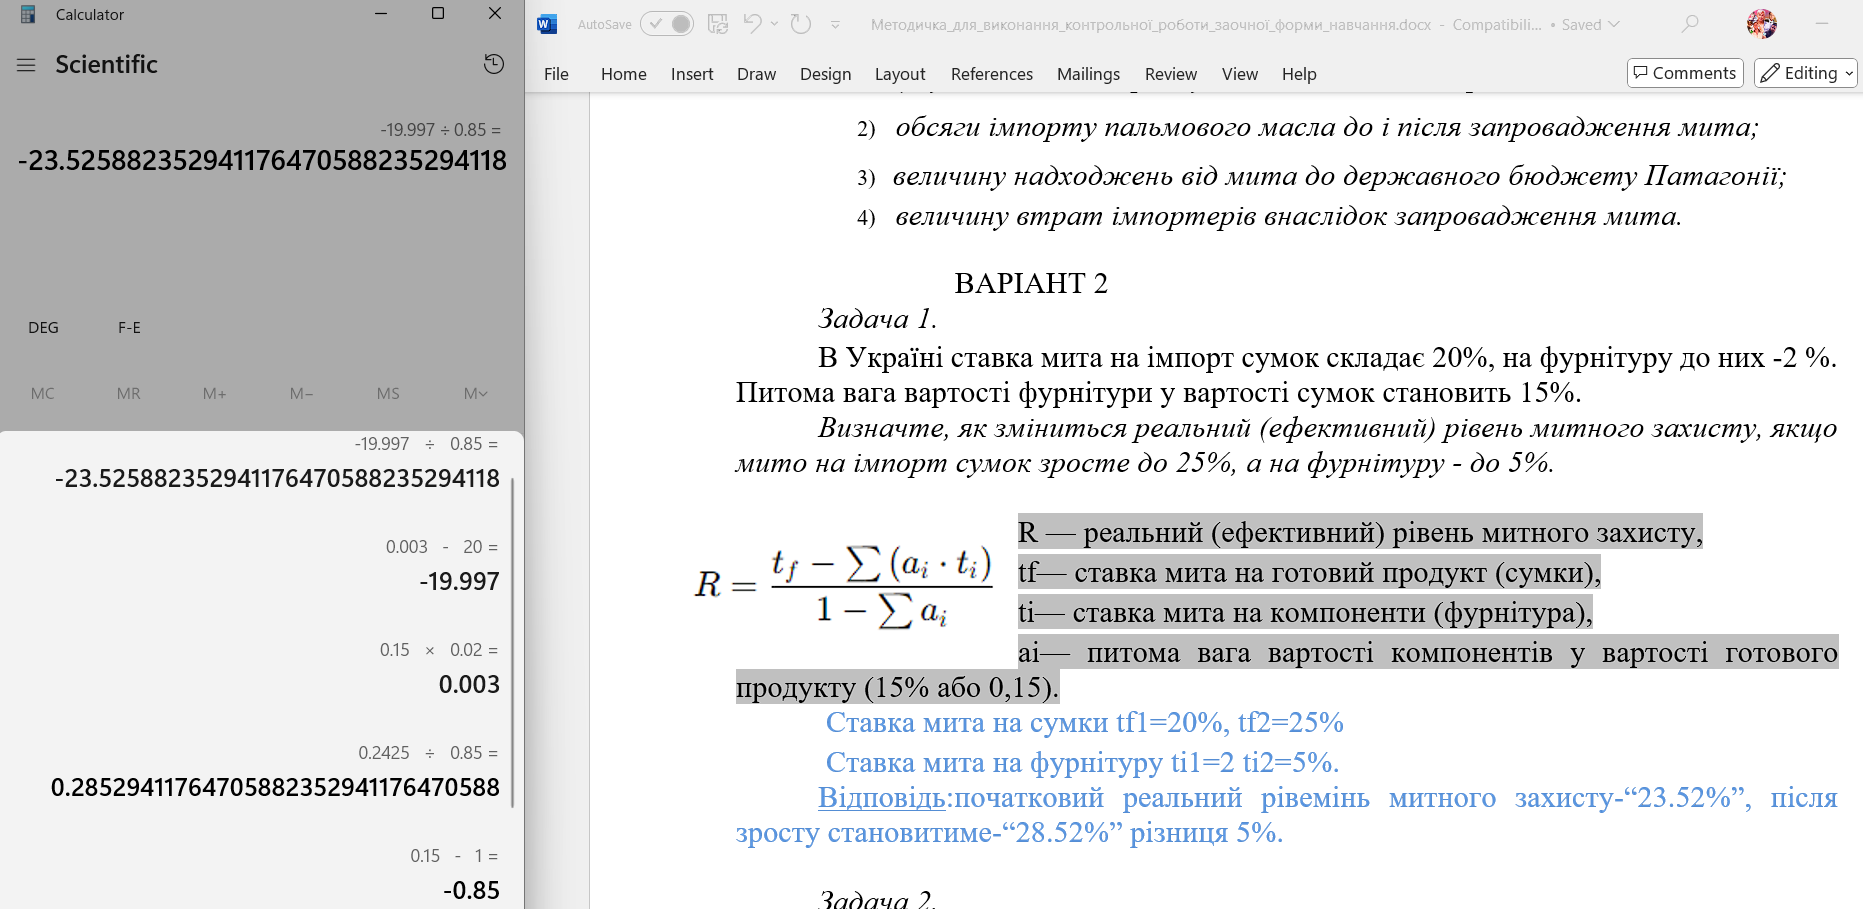 Calculator
Scientific
-19.997 ÷ 0.85 =
-23.525882352941176470588235294118
DEG F-E
MC MR M+ M− MS M
-19.997 ÷ 0.85 =
-23.525882352941176470588235294118
0.003 - 20 =
-19.997
0.15 × 0.02 =
0.003
0.2425 ÷ 0.85 =
0.28529411764705882352941176470588
0.15 - 1 =
-0.85
AutoSave Методичка_для_виконання_контрольної_роботи_заочної_форми_навчання.docx - Compatibili... • Saved
File Home Insert Draw Design Layout References Mailings Review View Help Comments Editing
2) обсяги імпорту пальмового масла до і після запровадження мита;
3) величину надходжень від мита до державного бюджету Патагонії;
4) величину втрат імпортерів внаслідок запровадження мита.
ВАРІАНТ 2
Задача 1.
В Україні ставка мита на імпорт сумок складає 20%, на фурнітуру до них -2 %.
Питома вага вартості фурнітури у вартості сумок становить 15%.
Визначте, як зміниться реальний (ефективний) рівень митного захисту, якщо
мито на імпорт сумок зросте до 25%, а на фурнітуру - до 5%.
R = (t_f − ∑ (a_i · t_i)) / (1 − ∑ a_i)
R — реальний (ефективний) рівень митного захисту,
tf— ставка мита на готовий продукт (сумки),
ti— ставка мита на компоненти (фурнітура),
ai— питома вага вартості компонентів у вартості готового
продукту (15% або 0,15).
Ставка мита на сумки tf1=20%, tf2=25%
Ставка мита на фурнітуру ti1=2 ti2=5%.
Відповідь:початковий реальний рівемінь митного захисту-“23.52%”, після
зросту становитиме-“28.52%” різниця 5%.
Задача 2.